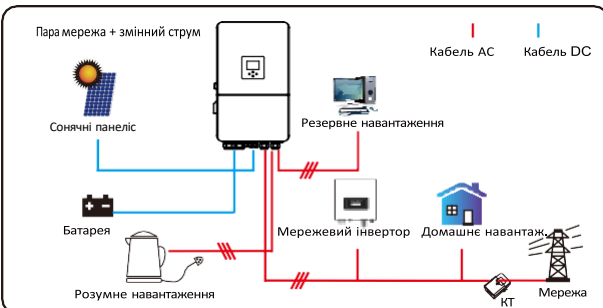 Пара мережа + змінний струм
Кабель AC
Кабель DC
Сонячні панеліс
Резервне навантаження
Батарея
Мережевий інвертор
Домашнє навантаж.
Розумне навантаження
КТ
Мережа